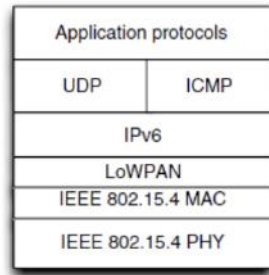 Application protocols
UDP ICMP
IPv6
LoWPAN
IEEE 802.15.4 MAC
IEEE 802.15.4 PHY